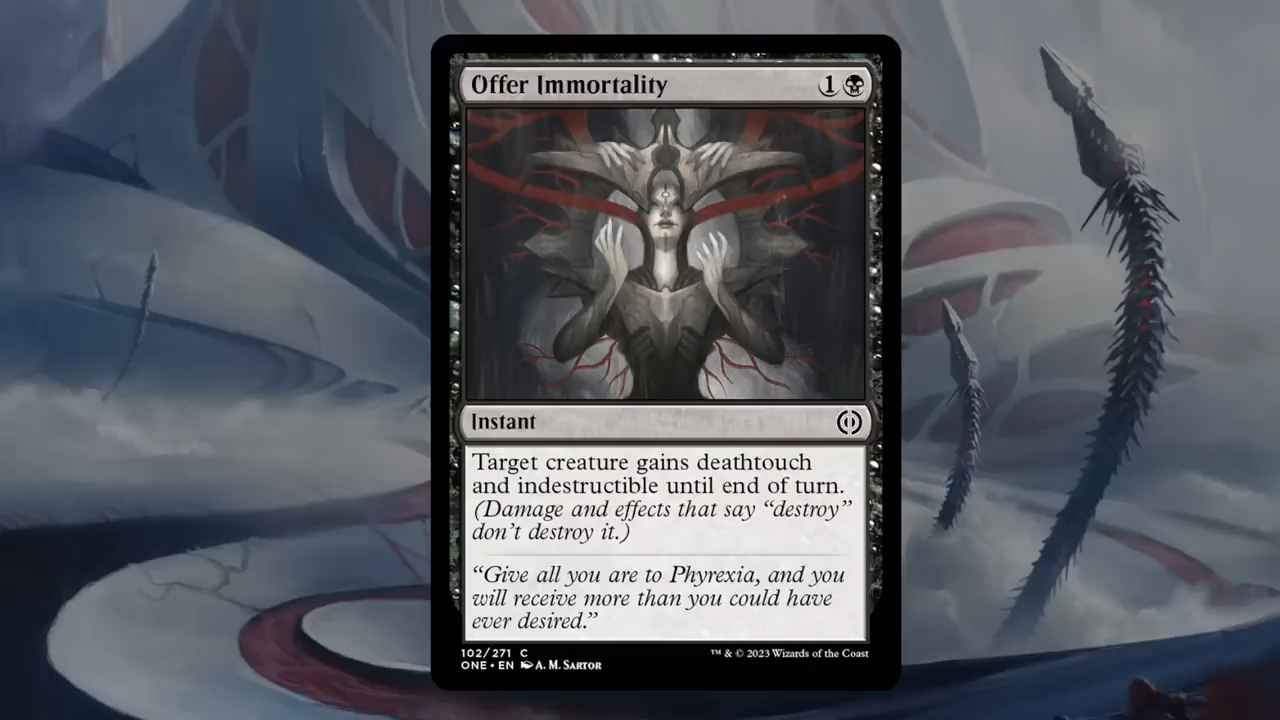 Offer Immortality 1
Instant
Target creature gains deathtouch
and indestructible until end of turn.
(Damage and effects that say “destroy”
don’t destroy it.)
“Give all you are to Phyrexia, and you
will receive more than you could have
ever desired.”
102/271 C
ONE • EN A. M. Sartor
™ & © 2023 Wizards of the Coast